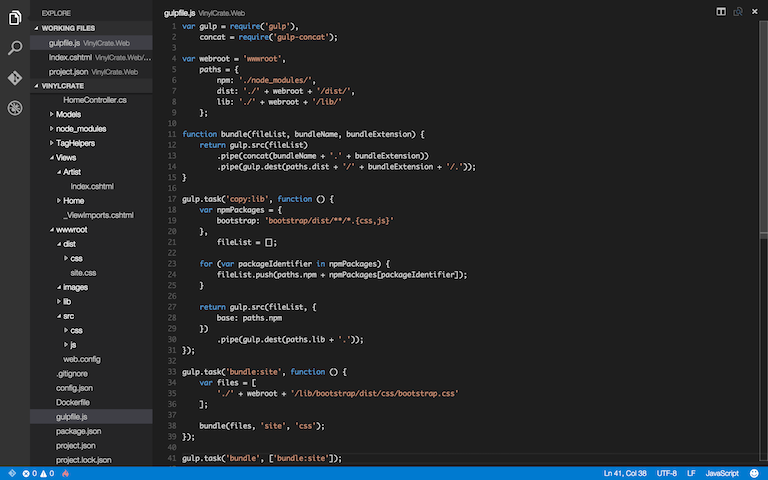 EXPLORE
WORKING FILES
gulpfile.js VinylCrate.Web
Index.cshtml VinylCrate.Web/...
project.json VinylCrate.Web
VINYLCRATE
HomeController.cs
Models
node_modules
TagHelpers
Views
Artist
Index.cshtml
Home
_ViewImports.cshtml
wwwroot
dist
css
site.css
images
lib
src
css
js
web.config
.gitignore
config.json
Dockerfile
gulpfile.js
package.json
project.json
project.lock.json
gulpfile.js VinylCrate.Web
1 var gulp = require('gulp'),
2 concat = require('gulp-concat');
3
4 var webroot = 'wwwroot',
5 paths = {
6 npm: './node_modules/',
7 dist: './' + webroot + '/dist/',
8 lib: './' + webroot + '/lib/'
9 };
10
11 function bundle(fileList, bundleName, bundleExtension) {
12 return gulp.src(fileList)
13 .pipe(concat(bundleName + '.' + bundleExtension))
14 .pipe(gulp.dest(paths.dist + '/' + bundleExtension + '/.'));
15 }
16
17 gulp.task('copy:lib', function () {
18 var npmPackages = {
19 bootstrap: 'bootstrap/dist/**/*.{css,js}'
20 },
21 fileList = [];
22
23 for (var packageIdentifier in npmPackages) {
24 fileList.push(paths.npm + npmPackages[packageIdentifier]);
25 }
26
27 return gulp.src(fileList, {
28 base: paths.npm
29 })
30 .pipe(gulp.dest(paths.lib + '.'));
31 });
32
33 gulp.task('bundle:site', function () {
34 var files = [
35 './' + webroot + '/lib/bootstrap/dist/css/bootstrap.css'
36 ];
37
38 bundle(files, 'site', 'css');
39 });
40
41 gulp.task('bundle', ['bundle:site']);
0 0
Ln 41, Col 38 UTF-8 LF JavaScript